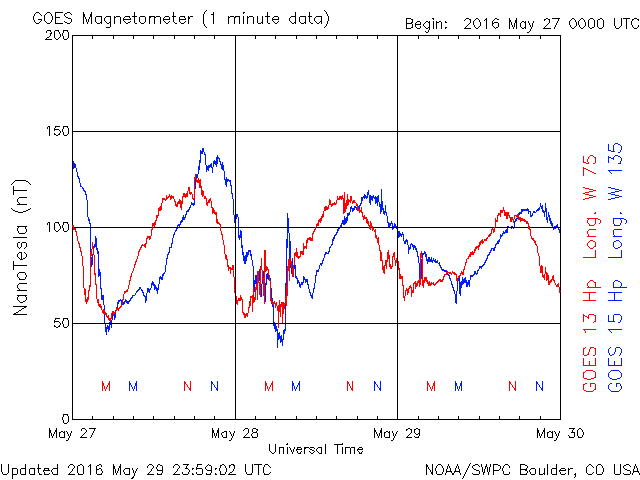 GOES Magnetometer (1 minute data)
Begin: 2016 May 27 0000 UTC
200
150
100
50
0
NanoTesla (nT)
M M N N M M N N M M N N
May 27 May 28 May 29 May 30
Universal Time
GOES 13 Hp Long. W 75
GOES 15 Hp Long. W 135
Updated 2016 May 29 23:59:02 UTC
NOAA/SWPC Boulder, CO USA